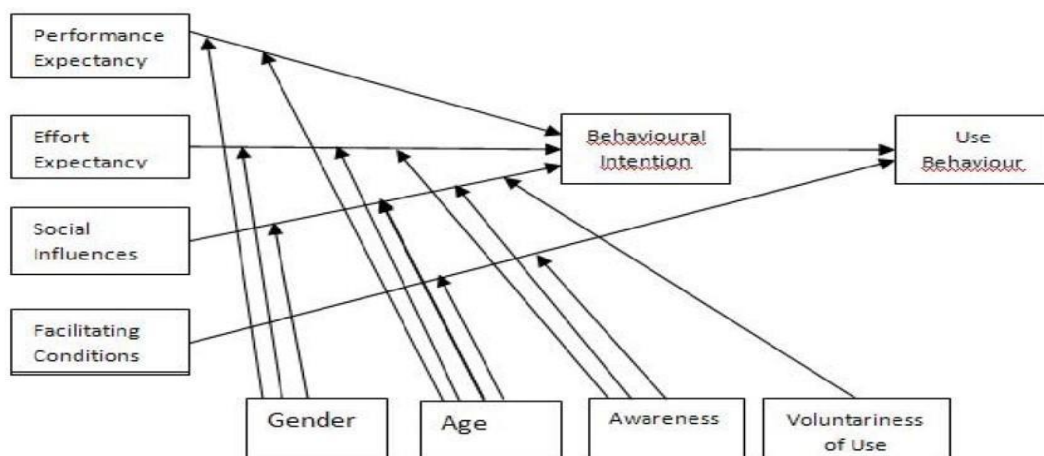 Performance
Expectancy
Effort
Expectancy
Behavioural
Intention
Use
Behaviour
Social
Influences
Facilitating
Conditions
Gender
Age
Awareness
Voluntariness
of Use